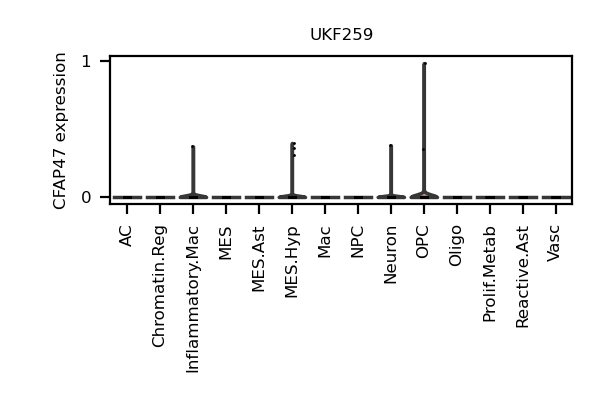 UKF259
CFAP47 expression
1
0
AC
Chromatin.Reg
Inflammatory.Mac
MES
MES.Ast
MES.Hyp
Mac
NPC
Neuron
OPC
Oligo
Prolif.Metab
Reactive.Ast
Vasc